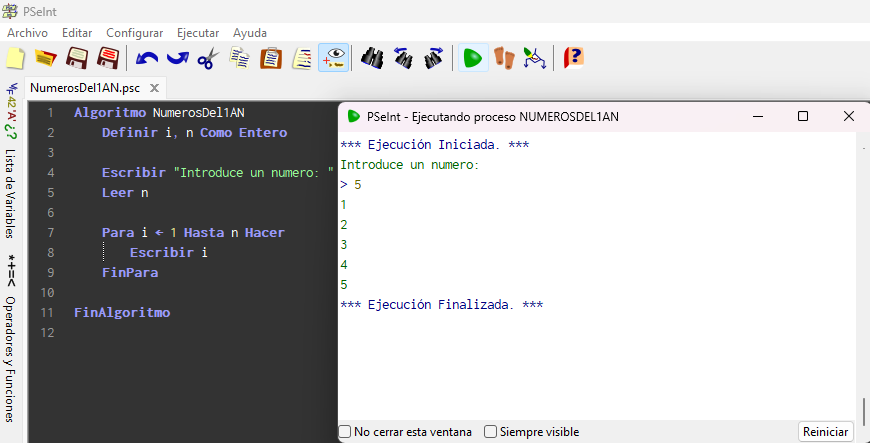 PSeInt
Archivo Editar Configurar Ejecutar Ayuda
NumerosDel1AN.psc X
1 Algoritmo NumerosDel1AN
2 Definir i, n Como Entero
3
4 Escribir "Introduce un numero: "
5 Leer n
6
7 Para i ← 1 Hasta n Hacer
8 Escribir i
9 FinPara
10
11 FinAlgoritmo
12
Lista de Variables
*+=< Operadores y Funciones
PSeInt - Ejecutando proceso NUMEROSDEL1AN
*** Ejecución Iniciada. ***
Introduce un numero:
> 5
1
2
3
4
5
*** Ejecución Finalizada. ***
No cerrar esta ventana Siempre visible Reiniciar